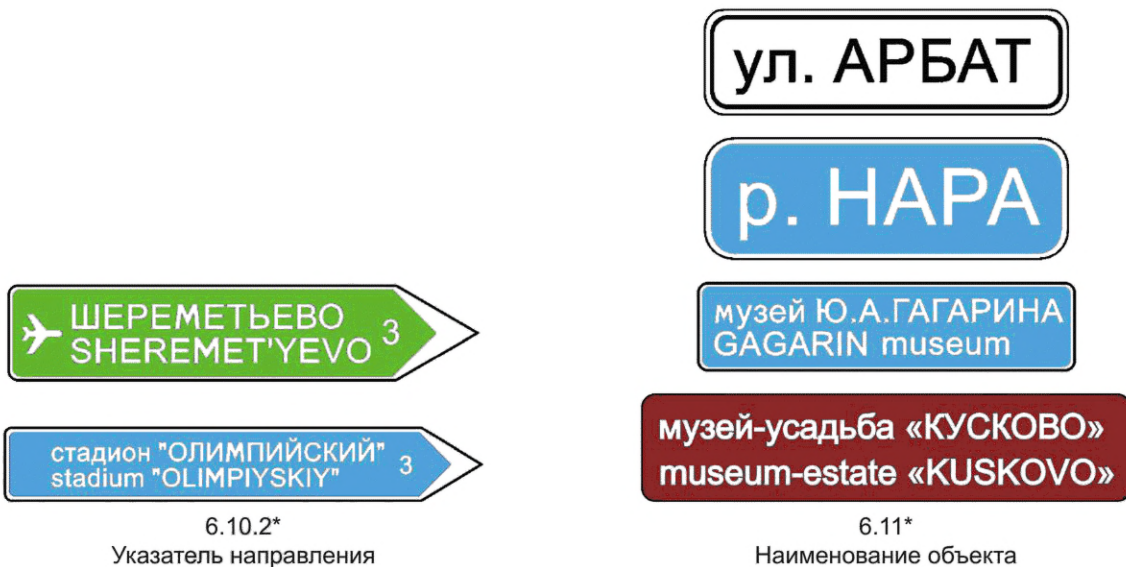 ШЕРЕМЕТЬЕВО
SHEREMET'YEVO
3
стадион "ОЛИМПИЙСКИЙ"
stadium "OLIMPIYSKIY"
3
6.10.2*
Указатель направления
ул. АРБАТ
р. НАРА
музей Ю.А.ГАГАРИНА
GAGARIN museum
музей-усадьба «КУСКОВО»
museum-estate «KUSKOVO»
6.11*
Наименование объекта